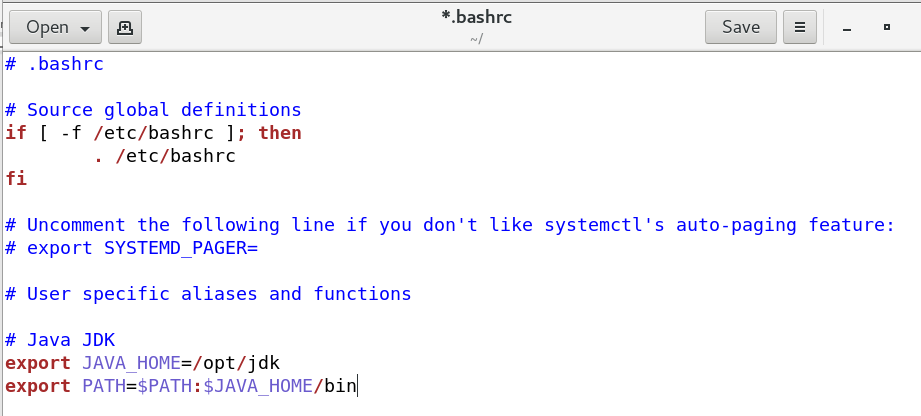 Open
*.bashrc
~/
Save
# .bashrc

# Source global definitions
if [ -f /etc/bashrc ]; then
        . /etc/bashrc
fi

# Uncomment the following line if you don't like systemctl's auto-paging feature:
# export SYSTEMD_PAGER=

# User specific aliases and functions

# Java JDK
export JAVA_HOME=/opt/jdk
export PATH=$PATH:$JAVA_HOME/bin